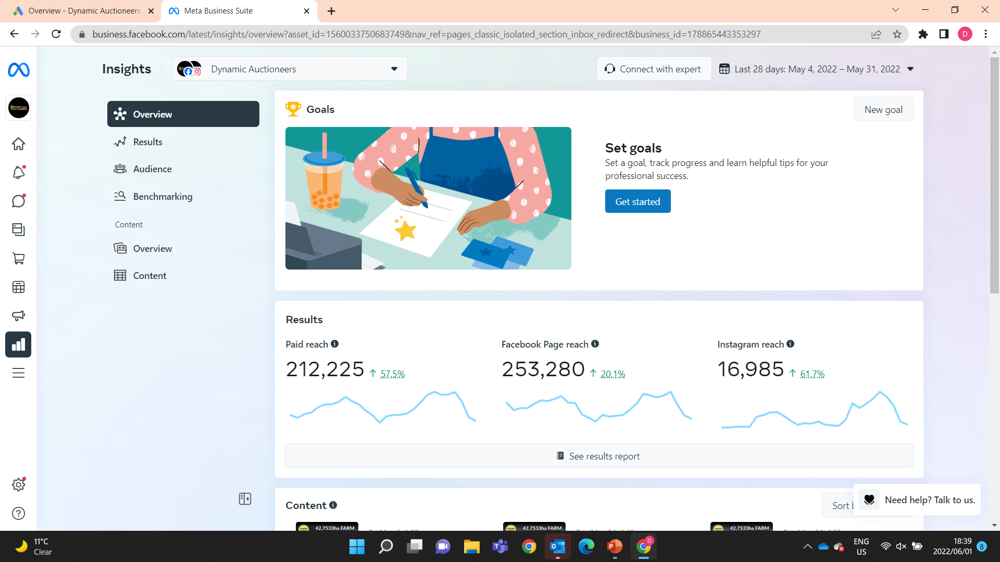 Overview - Dynamic Auctioneers
Meta Business Suite
business.facebook.com/latest/insights/overview?asset_id=1560033750683749&nav_ref=pages_classic_isolated_section_inbox_redirect&business_id=178865443353297
D
Insights
Dynamic Auctioneers
Connect with expert
Last 28 days: May 4, 2022 – May 31, 2022
Overview
Results
Audience
Benchmarking
Content
Overview
Content
Goals
New goal
Set goals
Set a goal, track progress and learn helpful tips for your
professional success.
Get started
Results
Paid reach
212,225 ↑ 57.5%
Facebook Page reach
253,280 ↑ 20.1%
Instagram reach
16,985 ↑ 61.7%
See results report
Content
Sort
Need help? Talk to us.
42,7533ha FARM
42,7533ha FARM
42,7533ha FARM
11°C
Clear
D
ENG
US
18:39
2022/06/01
8